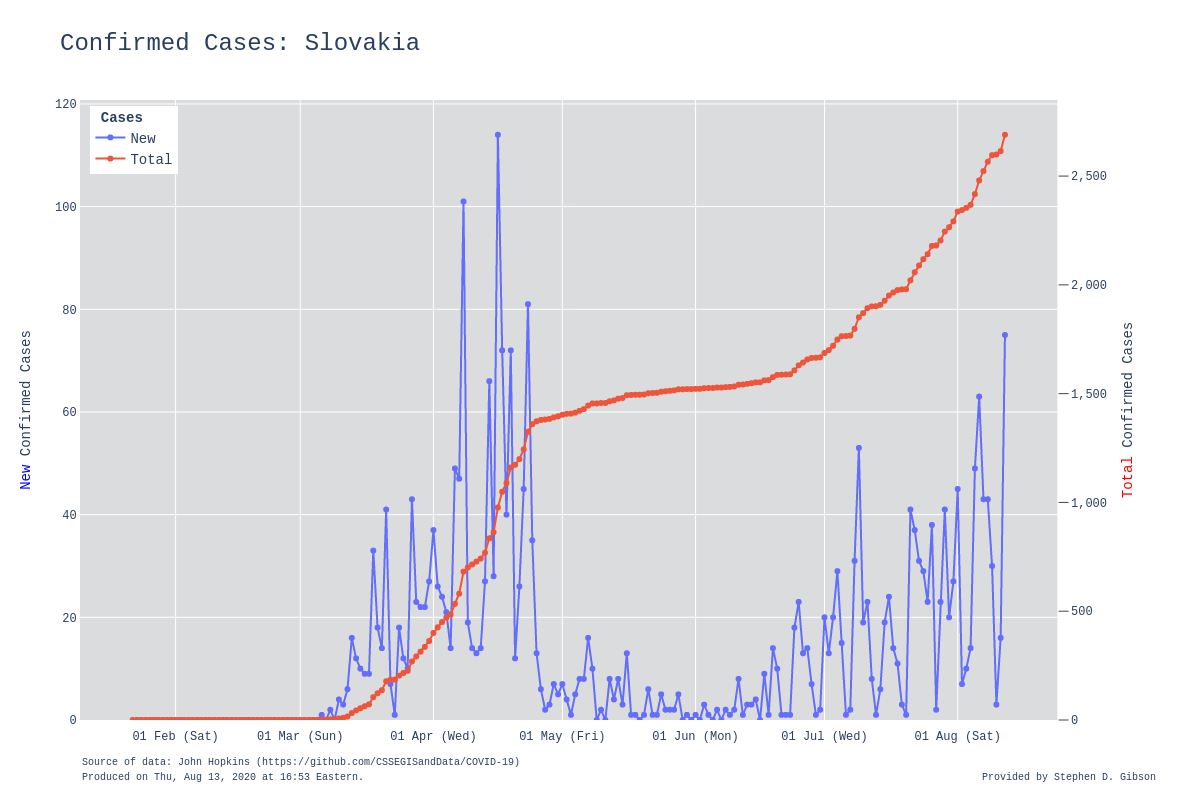 Confirmed Cases: Slovakia
Cases
New
Total
120
100
80
60
40
20
0
2,500
2,000
1,500
1,000
500
0
New Confirmed Cases
Total Confirmed Cases
01 Feb (Sat)
01 Mar (Sun)
01 Apr (Wed)
01 May (Fri)
01 Jun (Mon)
01 Jul (Wed)
01 Aug (Sat)
Source of data: John Hopkins (https://github.com/CSSEGISandData/COVID-19)
Produced on Thu, Aug 13, 2020 at 16:53 Eastern.
Provided by Stephen D. Gibson